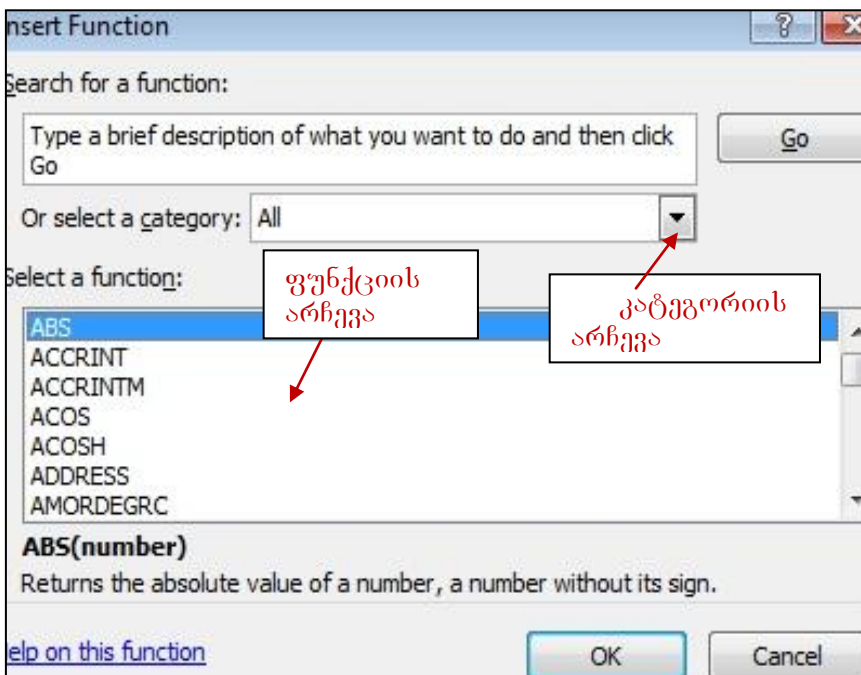 nsert Function
Search for a function:
Type a brief description of what you want to do and then click
Go
Go
Or select a category: All
Select a function:
ფუნქციის
არჩევა
კატეგორიის
არჩევა
ABS
ACCRINT
ACCRINTM
ACOS
ACOSH
ADDRESS
AMORDEGRC
ABS(number)
Returns the absolute value of a number, a number without its sign.
elp on this function
OK
Cancel